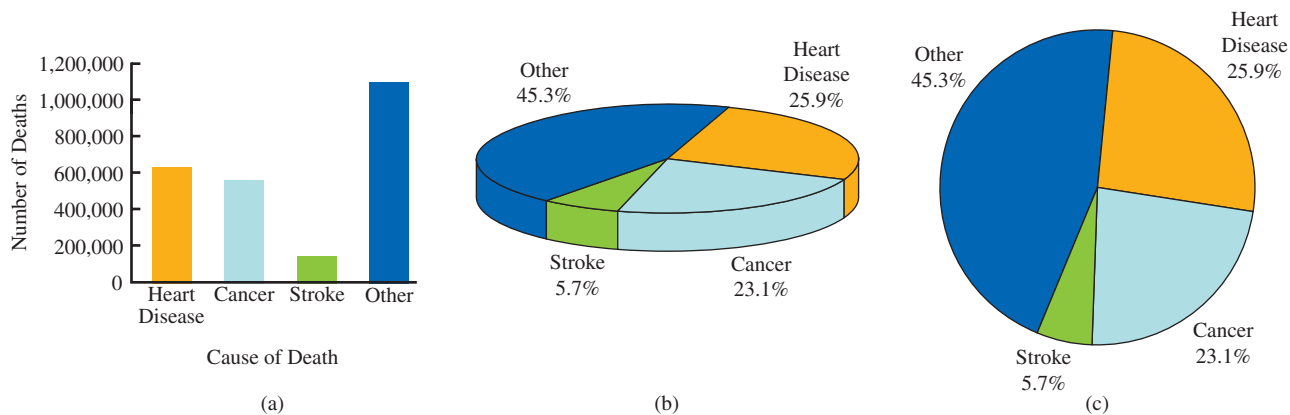 1,200,000
1,000,000
800,000
600,000
400,000
200,000
0
Number of Deaths
Heart
Disease
Cancer
Stroke
Other
Cause of Death
(a)
Other
45.3%
Heart
Disease
25.9%
Stroke
5.7%
Cancer
23.1%
(b)
Other
45.3%
Heart
Disease
25.9%
Stroke
5.7%
Cancer
23.1%
(c)